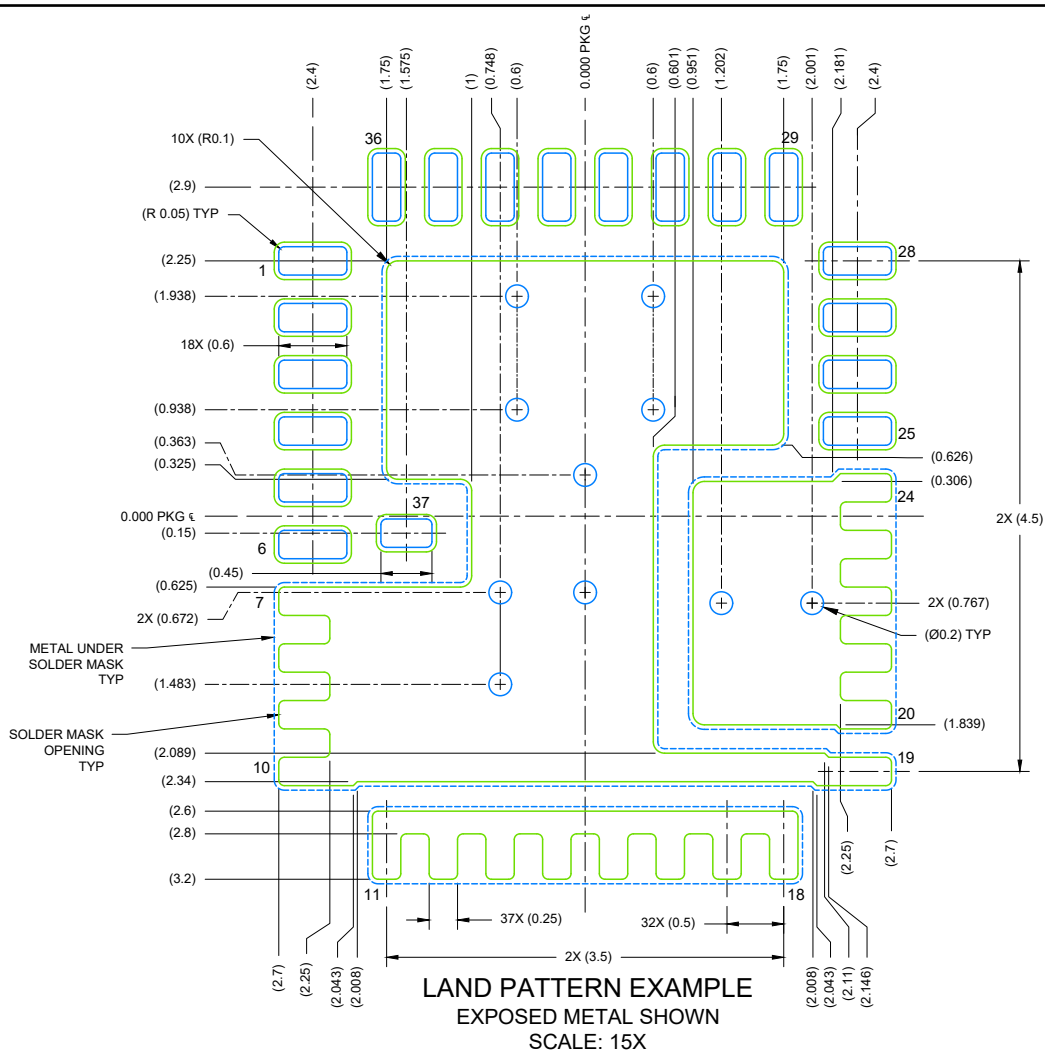 (2.4)
(1.75)
(1.575)
(1)
(0.748)
(0.6)
0.000 PKG ℄
(0.6)
(0.601)
(0.951)
(1.202)
(1.75)
(2.001)
(2.181)
(2.4)
10X (R0.1)
36
29
(2.9)
(R 0.05) TYP
(2.25)
1
28
(1.938)
18X (0.6)
(0.938)
25
(0.363)
(0.626)
(0.325)
(0.306)
37
24
0.000 PKG ℄
2X (4.5)
(0.15)
6
(0.45)
(0.625)
7
2X (0.672)
2X (0.767)
(Ø0.2) TYP
METAL UNDER
SOLDER MASK
TYP
(1.483)
20
(1.839)
SOLDER MASK
OPENING
TYP
(2.089)
10
19
(2.34)
(2.6)
(2.8)
(3.2)
11
18
(2.25)
(2.7)
37X (0.25)
32X (0.5)
2X (3.5)
(2.7)
(2.25)
(2.043)
(2.008)
(2.008)
(2.043)
(2.11)
(2.146)
LAND PATTERN EXAMPLE
EXPOSED METAL SHOWN
SCALE: 15X